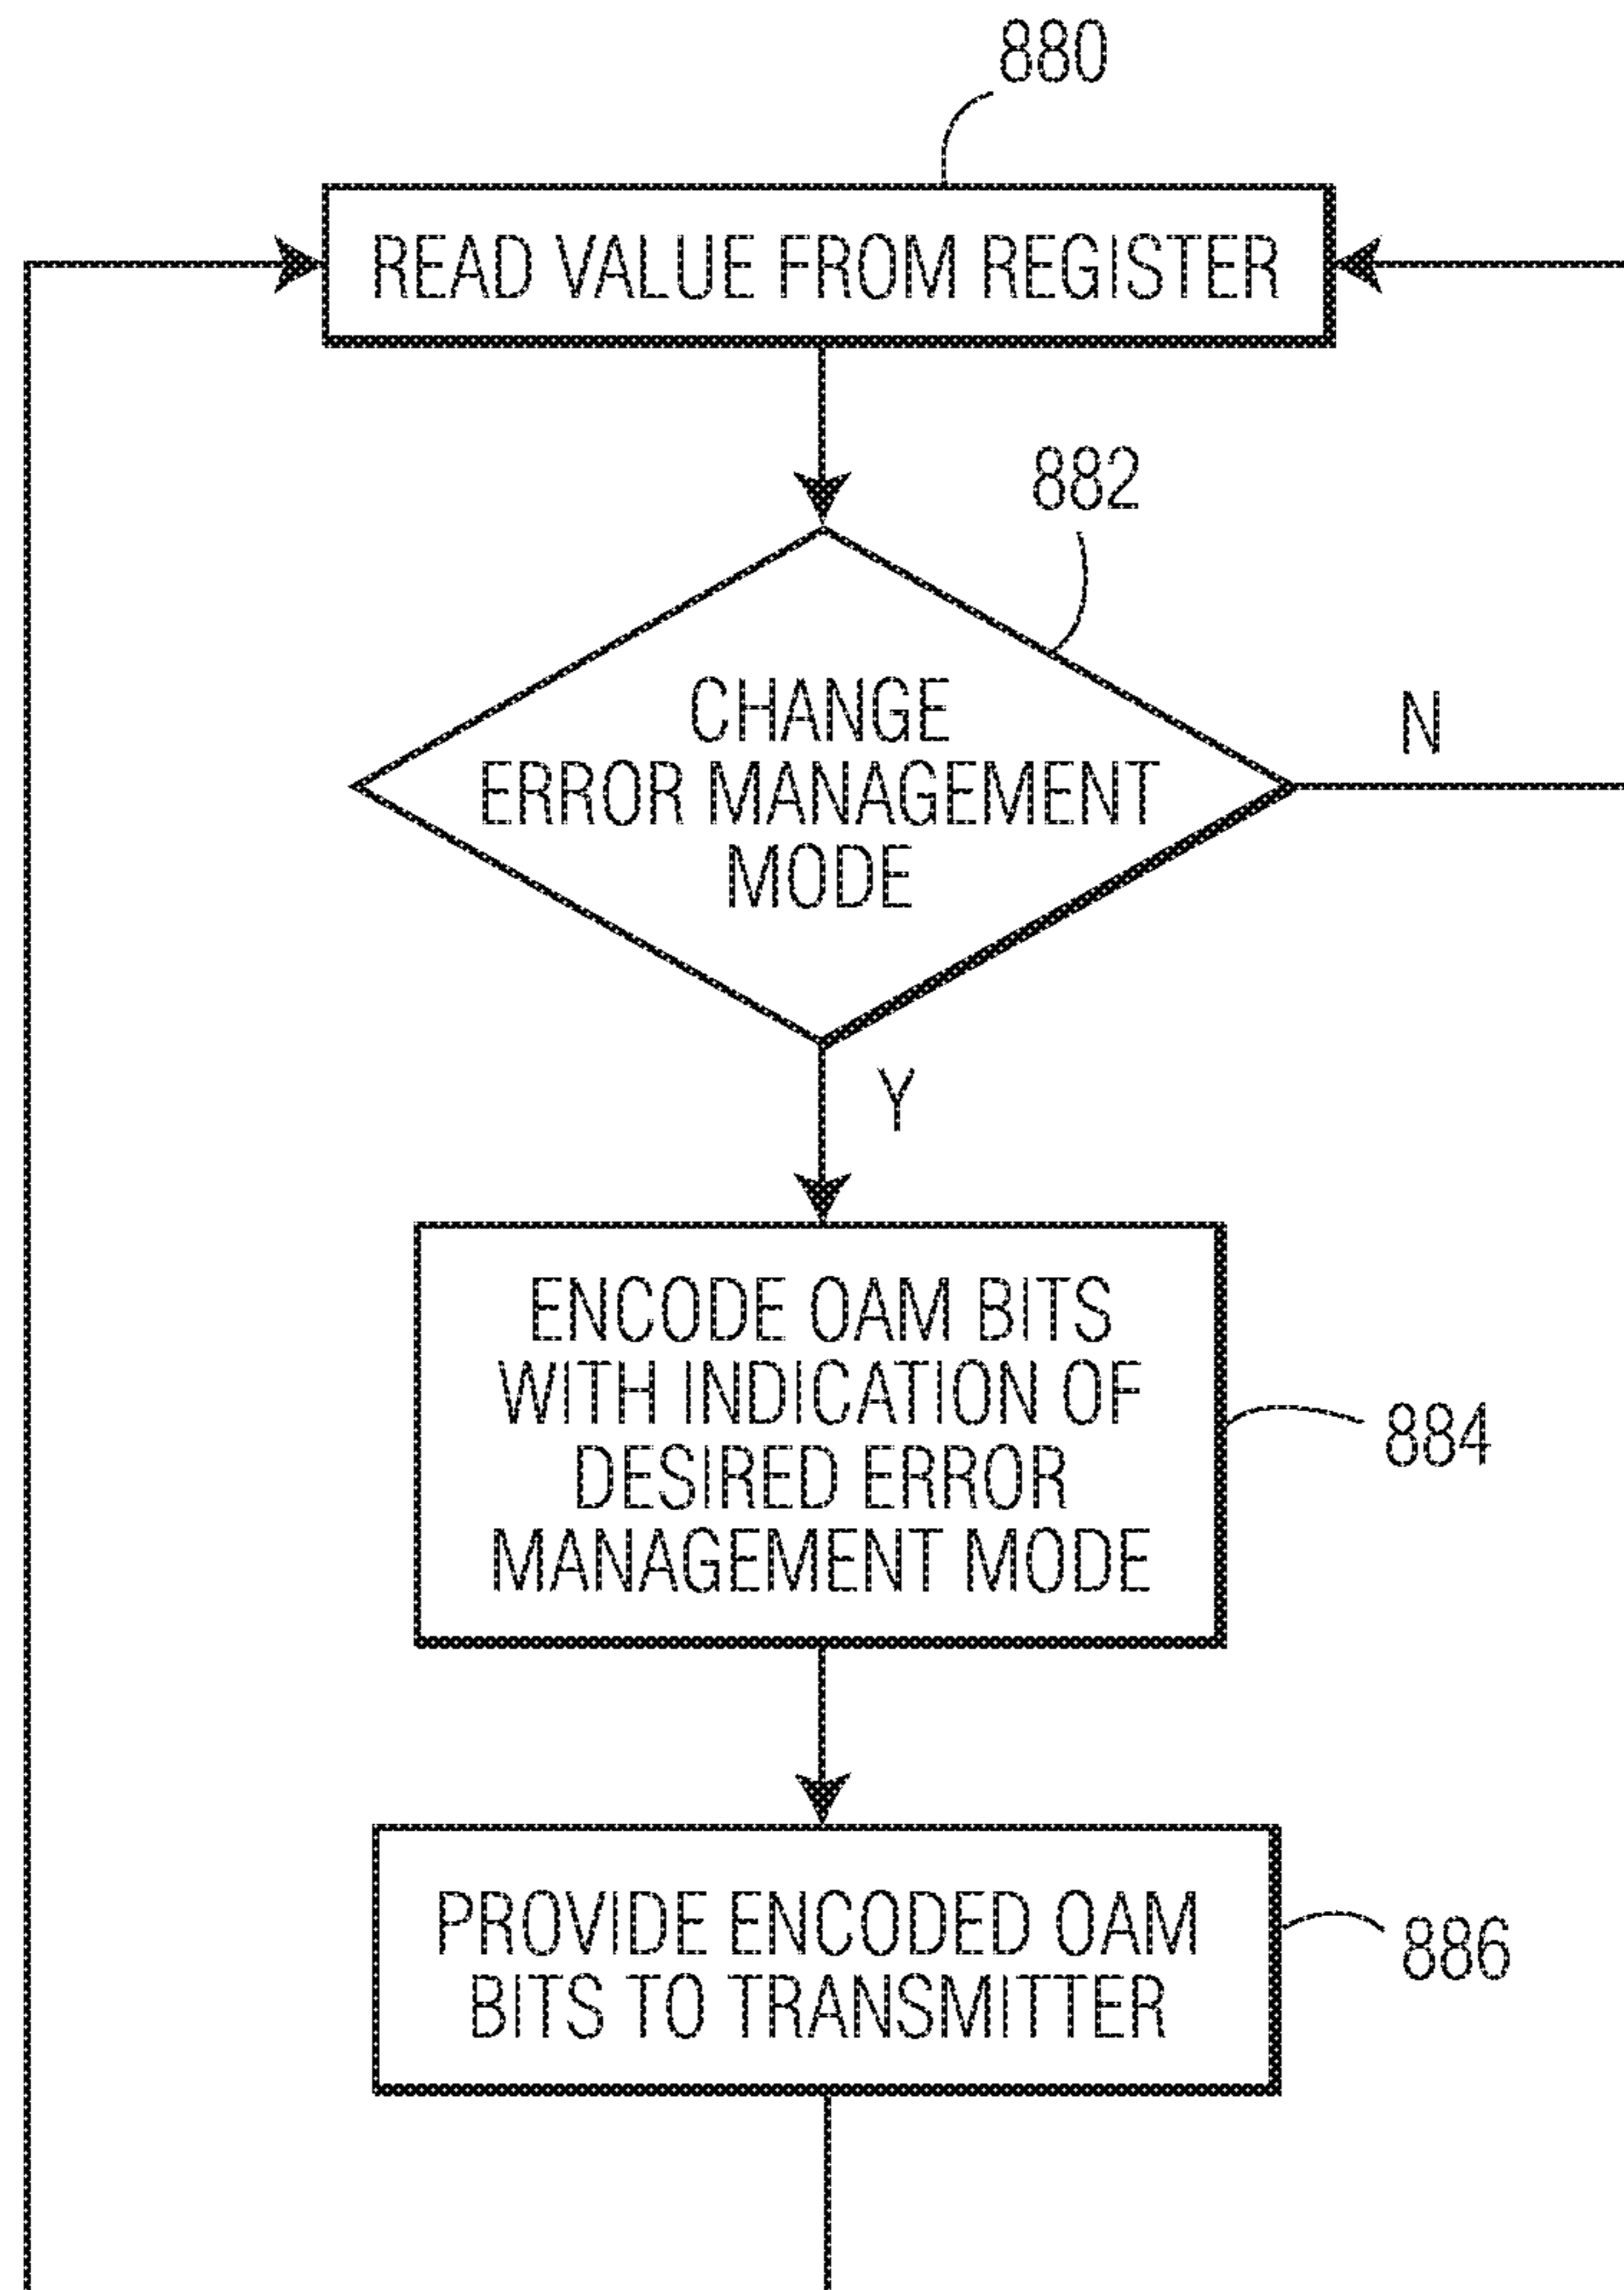 880
READ VALUE FROM REGISTER
882
CHANGE
ERROR MANAGEMENT
MODE
N
Y
ENCODE OAM BITS
WITH INDICATION OF
DESIRED ERROR
MANAGEMENT MODE
884
PROVIDE ENCODED OAM
BITS TO TRANSMITTER
886